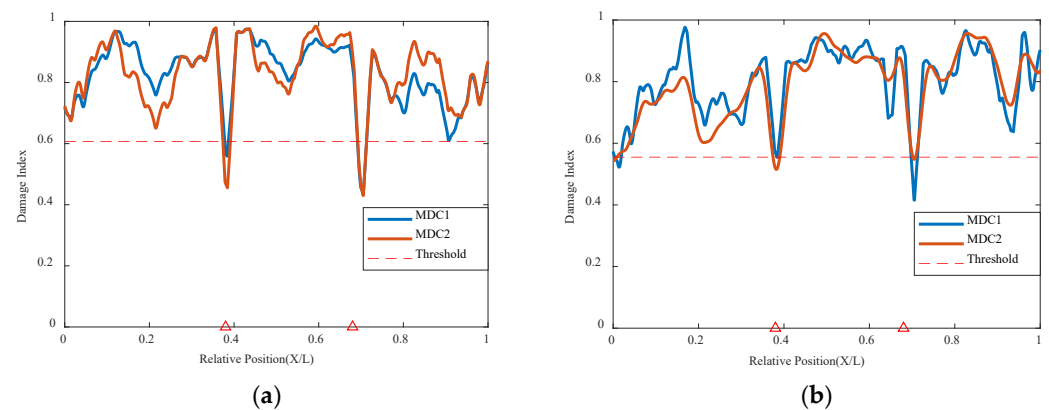 1
0.8
0.6
0.4
0.2
0
Damage Index
MDC1
MDC2
Threshold
0 0.2 0.4 0.6 0.8 1
Relative Position(X/L)
(a)
1
0.8
0.6
0.4
0.2
0
Damage Index
MDC1
MDC2
Threshold
0 0.2 0.4 0.6 0.8 1
Relative Position(X/L)
(b)